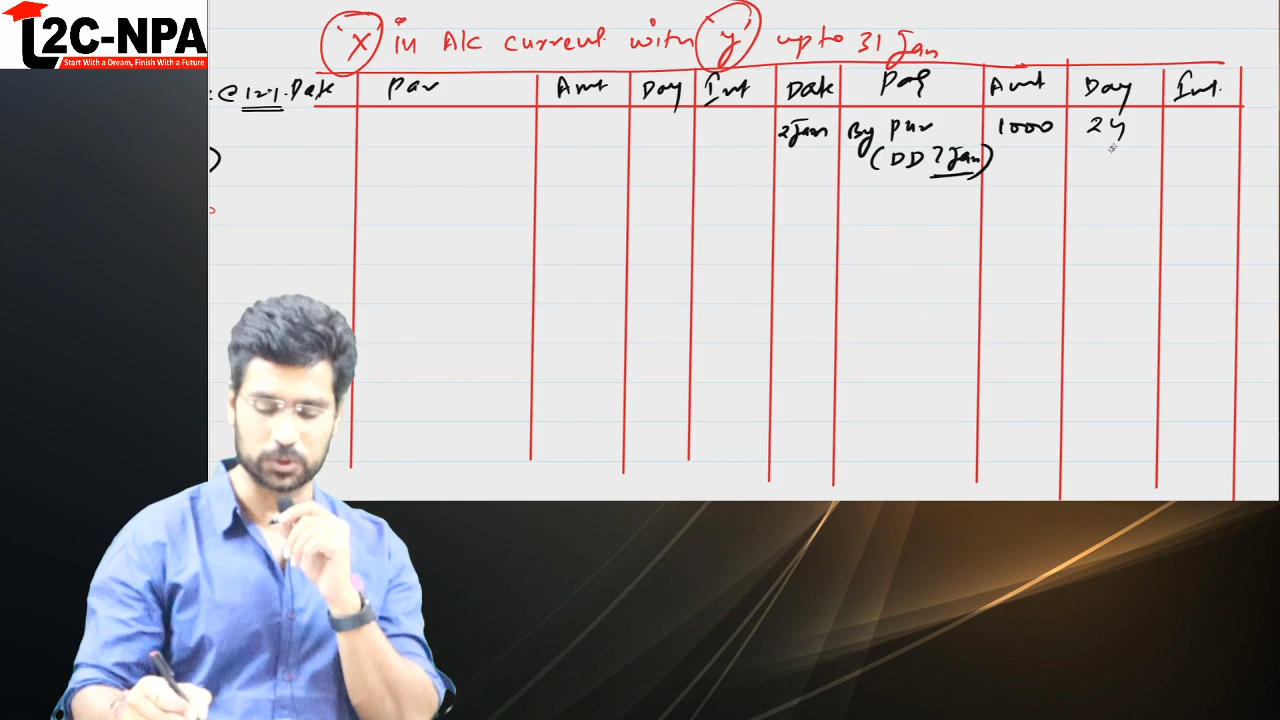 L2C-NPA
Start With a Dream, Finish With a Future
'X' in A/c current with 'y' upto 31 Jan
@ 12% Date Par Amt Day Int Date Par Amt Day Int.
2 Jan By pur 1000 24
(DD 7 Jan)